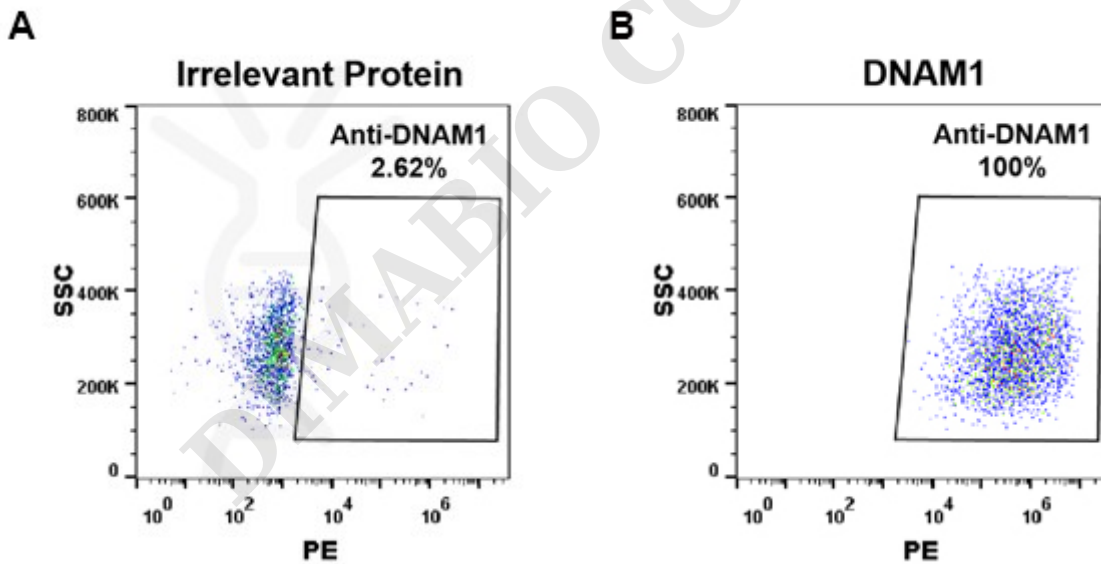 A
Irrelevant Protein
800K
600K
400K
200K
0
SSC
Anti-DNAM1
2.62%
10^0
10^2
10^4
10^6
PE
B
DNAM1
800K
600K
400K
200K
0
SSC
Anti-DNAM1
100%
10^0
10^2
10^4
10^6
PE
DIMABIO CO